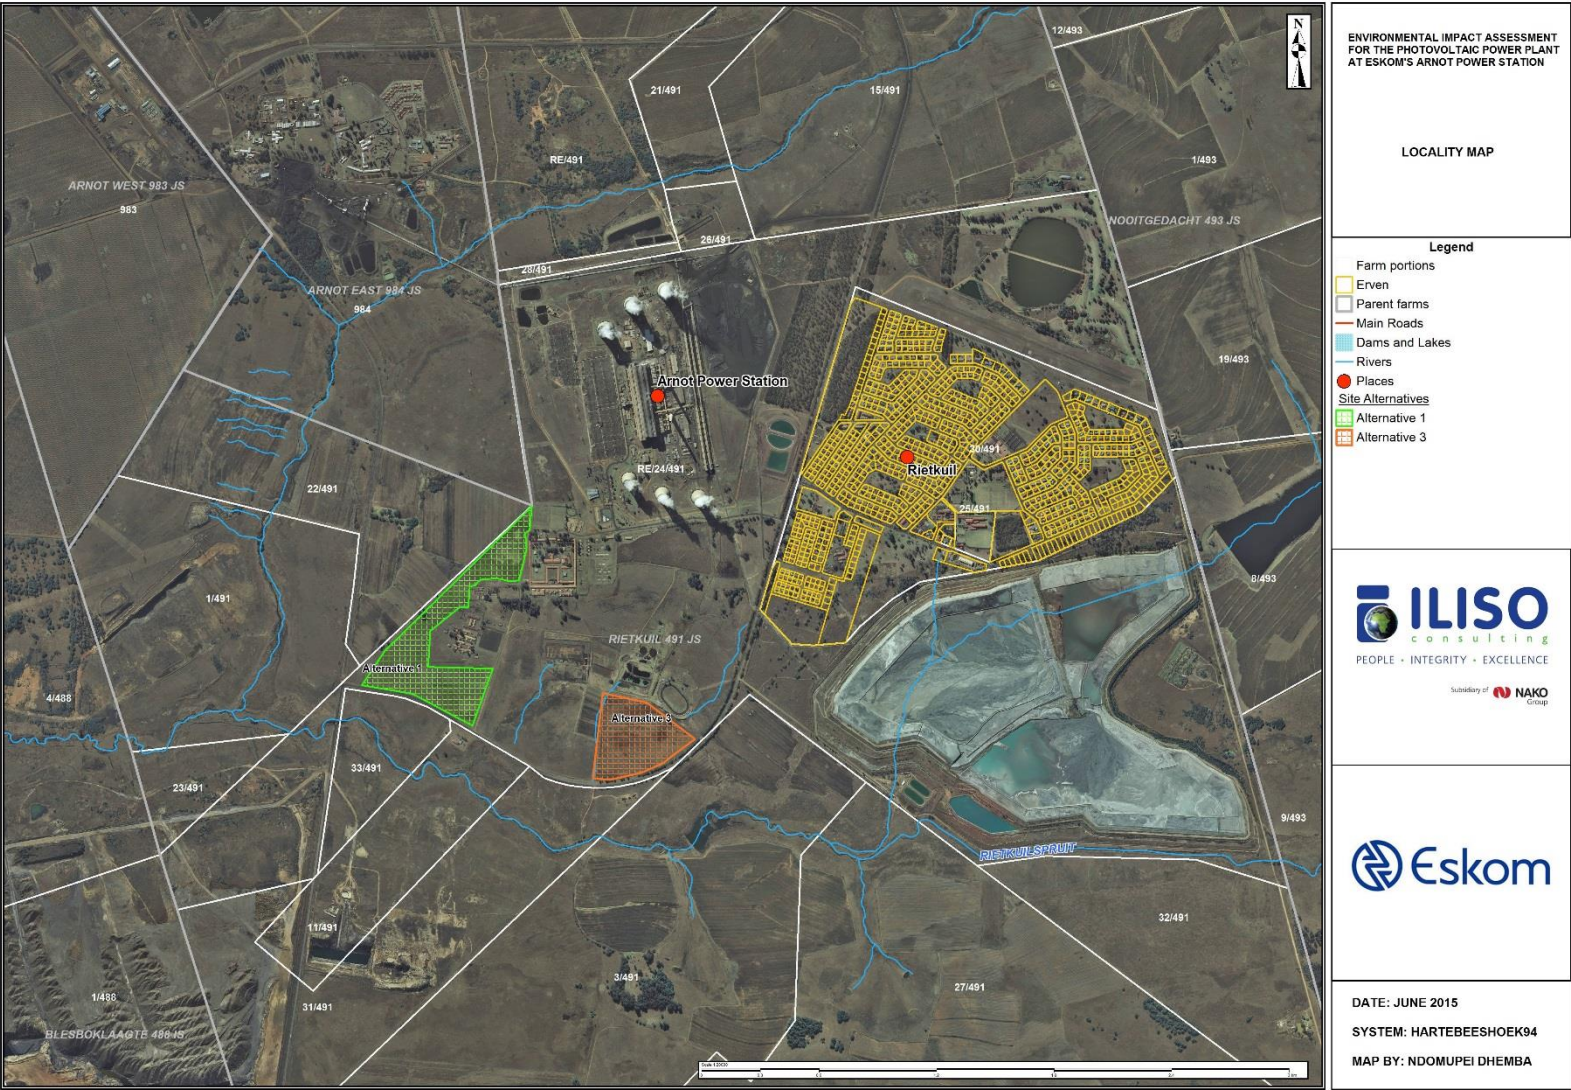 ENVIRONMENTAL IMPACT ASSESSMENT
FOR THE PHOTOVOLTAIC POWER PLANT
AT ESKOM'S ARNOT POWER STATION
LOCALITY MAP
Legend
Farm portions
Erven
Parent farms
Main Roads
Dams and Lakes
Rivers
Places
Site Alternatives
Alternative 1
Alternative 3
ILISO
consulting
PEOPLE • INTEGRITY • EXCELLENCE
Subsidiary of NAKO
Group
Eskom
DATE: JUNE 2015
SYSTEM: HARTEBEESHOEK94
MAP BY: NDOMUPEI DHEMBA
N
12/493
21/491
15/491
RE/491
1/493
ARNOT WEST 983 JS
983
NOOITGEDACHT 493 JS
26/491
28/491
ARNOT EAST 984 JS
984
19/493
Arnot Power Station
20/491
Rietkuil
RE/24/491
22/491
25/491
8/493
1/491
RIETKUIL 491 JS
Alternative 1
4/488
Alternative 3
33/491
23/491
9/493
RIETKUILSPRUIT
32/491
11/491
3/491
27/491
1/488
31/491
BLESBOKLAAGTE 488 JS